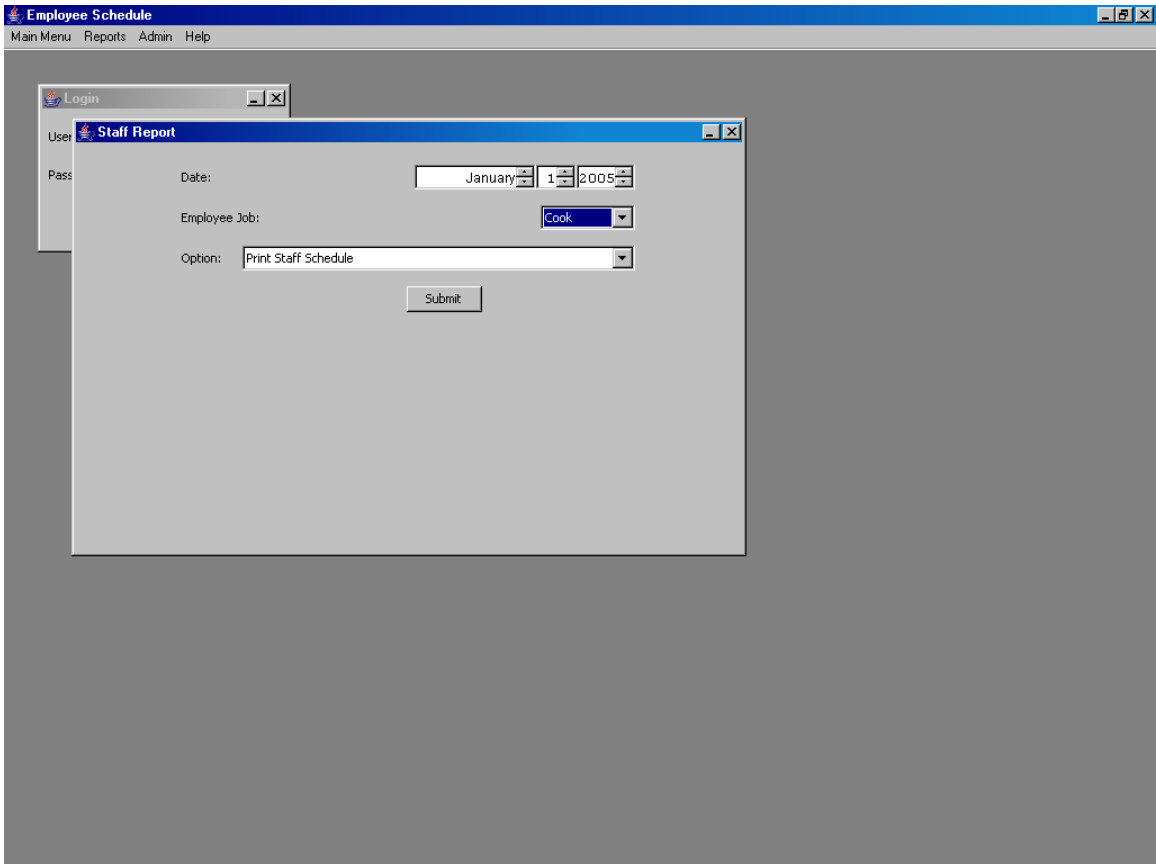 Employee Schedule
Main Menu Reports Admin Help
Login
User
Pass
Staff Report
Date: January 1 2005
Employee Job: Cook
Option: Print Staff Schedule
Submit